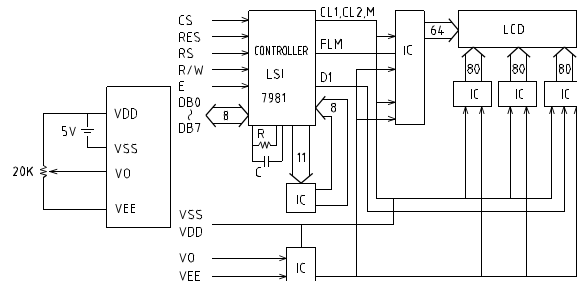 CS
RES
RS
R/W
E
DB0
~
DB7
8
CONTROLLER
LSI
7981
CL1,CL2,M
FLM
D1
IC
64
LCD
80
80
80
IC
IC
IC
VDD
5V
VSS
20K
VO
VEE
R
C
11
8
IC
VSS
VDD
VO
VEE
IC